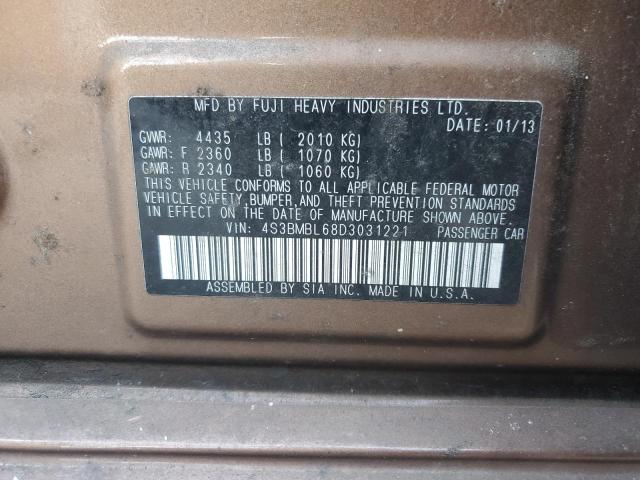 MFD. BY FUJI HEAVY INDUSTRIES LTD.
DATE: 01/13
GVWR: 4435 LB ( 2010 KG)
GAWR: F 2360 LB ( 1070 KG)
GAWR: R 2340 LB ( 1060 KG)
THIS VEHICLE CONFORMS TO ALL APPLICABLE FEDERAL MOTOR
VEHICLE SAFETY, BUMPER, AND THEFT PREVENTION STANDARDS
IN EFFECT ON THE DATE OF MANUFACTURE SHOWN ABOVE.
VIN: 4S3BMBL68D3031221 PASSENGER CAR
ASSEMBLED BY SIA INC. MADE IN U.S.A.